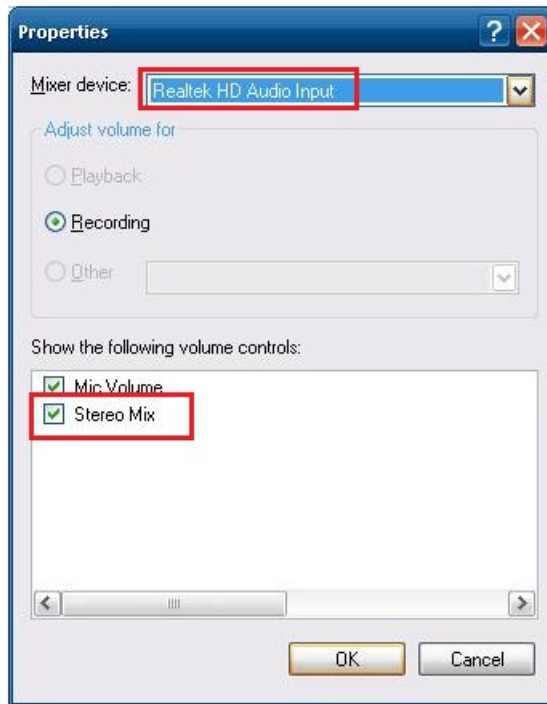 Properties
Mixer device: Realtek HD Audio Input
Adjust volume for
Playback
Recording
Other
Show the following volume controls:
Mic Volume
Stereo Mix
OK Cancel